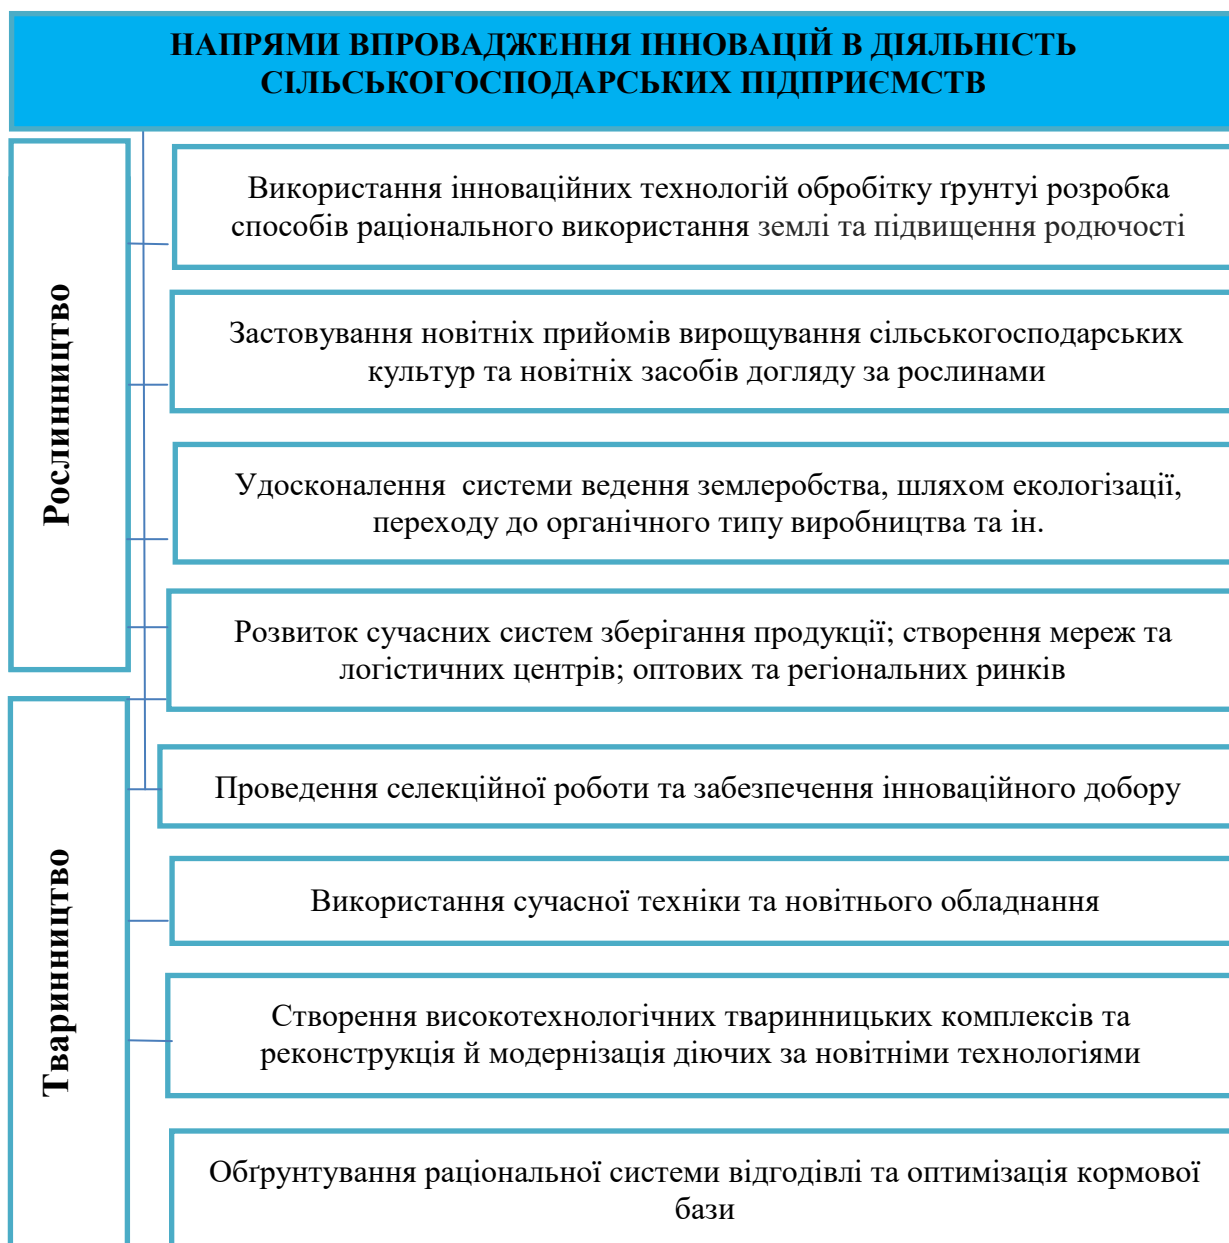 НАПРЯМИ ВПРОВАДЖЕННЯ ІННОВАЦІЙ В ДІЯЛЬНІСТЬ
СІЛЬСЬКОГОСПОДАРСЬКИХ ПІДПРИЄМСТВ
Рослинництво
Використання інноваційних технологій обробітку ґрунтуі розробка
способів раціонального використання землі та підвищення родючості
Застовування новітніх прийомів вирощування сільськогосподарських
культур та новітніх засобів догляду за рослинами
Удосконалення системи ведення землеробства, шляхом екологізації,
переходу до органічного типу виробництва та ін.
Розвиток сучасних систем зберігання продукції; створення мереж та
логістичних центрів; оптових та регіональних ринків
Тваринництво
Проведення селекційної роботи та забезпечення інноваційного добору
Використання сучасної техніки та новітнього обладнання
Створення високотехнологічних тваринницьких комплексів та
реконструкція й модернізація діючих за новітніми технологіями
Обґрунтування раціональної системи відгодівлі та оптимізація кормової
бази